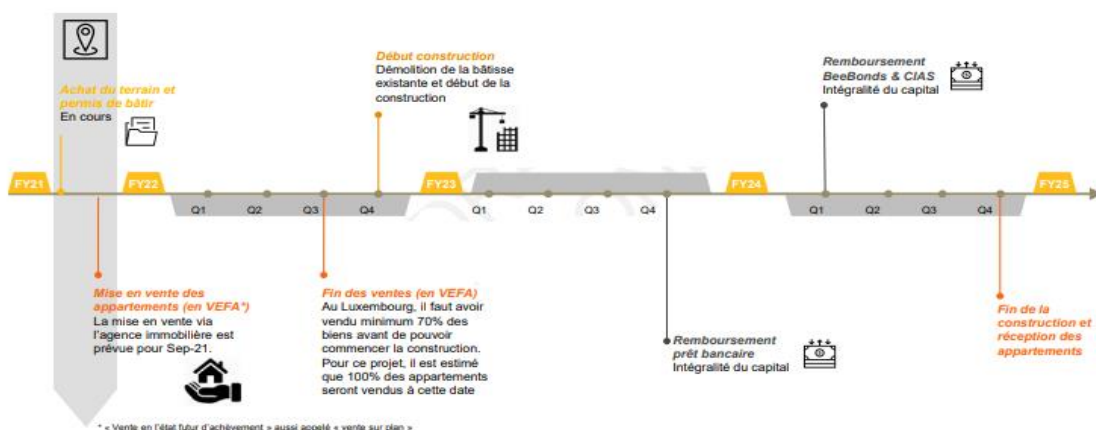 Début construction
Démolition de la bâtisse
existante et début de la
construction
Remboursement
BeeBonds & CIAS
Intégralité du capital
Achat du terrain et
permis de bâtir
En cours
FY21
FY22
FY23
FY24
FY25
Q1
Q2
Q3
Q4
Q1
Q2
Q3
Q4
Q1
Q2
Q3
Q4
Mise en vente des
appartements (en VEFA*)
La mise en vente via
l'agence immobilière est
prévue pour Sep-21.
Fin des ventes (en VEFA)
Au Luxembourg, il faut avoir
vendu minimum 70% des
biens avant de pouvoir
commencer la construction.
Pour ce projet, il est estimé
que 100% des appartements
seront vendus à cette date
Remboursement
prêt bancaire
Intégralité du capital
Fin de la
construction et
réception des
appartements
* « Vente en l'état futur d'achèvement » aussi appelé « vente sur plan »